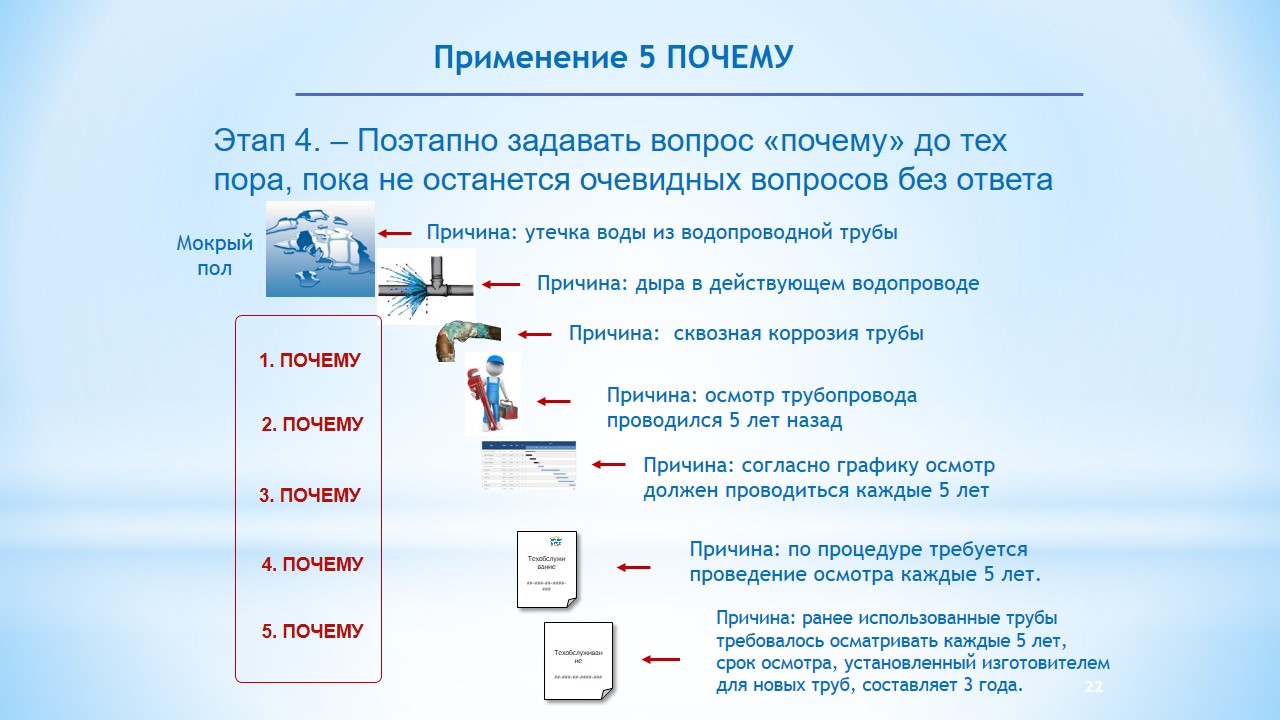 Применение 5 ПОЧЕМУ
Этап 4. – Поэтапно задавать вопрос «почему» до тех
пора, пока не останется очевидных вопросов без ответа
Мокрый
пол
Причина: утечка воды из водопроводной трубы
Причина: дыра в действующем водопроводе
Причина: сквозная коррозия трубы
Причина: осмотр трубопровода
проводился 5 лет назад
Причина: согласно графику осмотр
должен проводиться каждые 5 лет
Причина: по процедуре требуется
проведение осмотра каждые 5 лет.
Причина: ранее использованные трубы
требовалось осматривать каждые 5 лет,
срок осмотра, установленный изготовителем
для новых труб, составляет 3 года.
1. ПОЧЕМУ
2. ПОЧЕМУ
3. ПОЧЕМУ
4. ПОЧЕМУ
5. ПОЧЕМУ
Техобслужи
вание
##-###-##-####-
###
Техобслуживан
ие
##-###-##-####-###
22